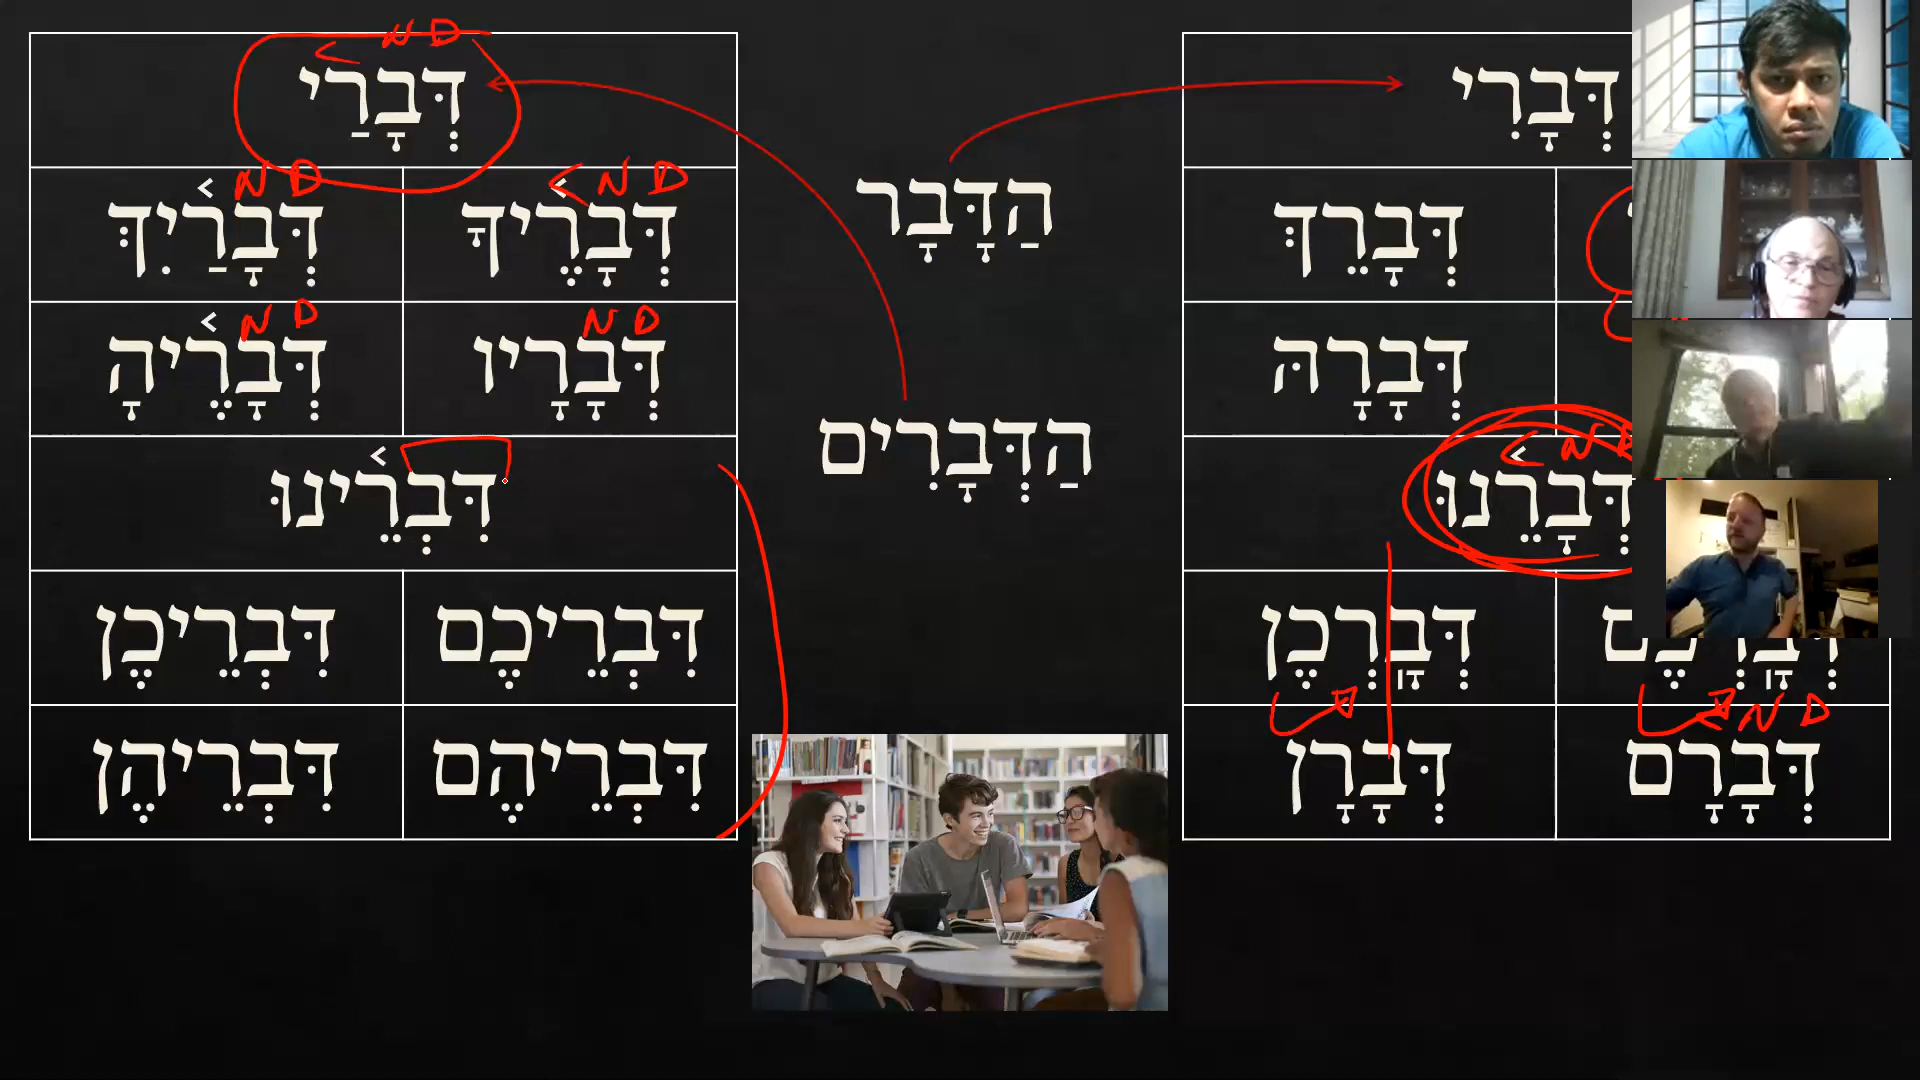 N D
דְּבָרַי
< N D
דְּבָרֶיךָ
< N D
דְּבָרַיִךְ
N D
דְּבָרָיו
< N D
דְּבָרֶיהָ
<
דִּבְרֵינוּ
דִּבְרֵיכֶם
דִּבְרֵיכֶן
דִּבְרֵיהֶם
דִּבְרֵיהֶן
הַדָּבָר
הַדְּבָרִים
דְּבָרִי
דְּבָרֵךְ
דְּבָרָהּ
< N
דְּבָרֵנוּ
דְּבָֽרְכֶן
N D
דְּבָרָם
דְּבָרָן